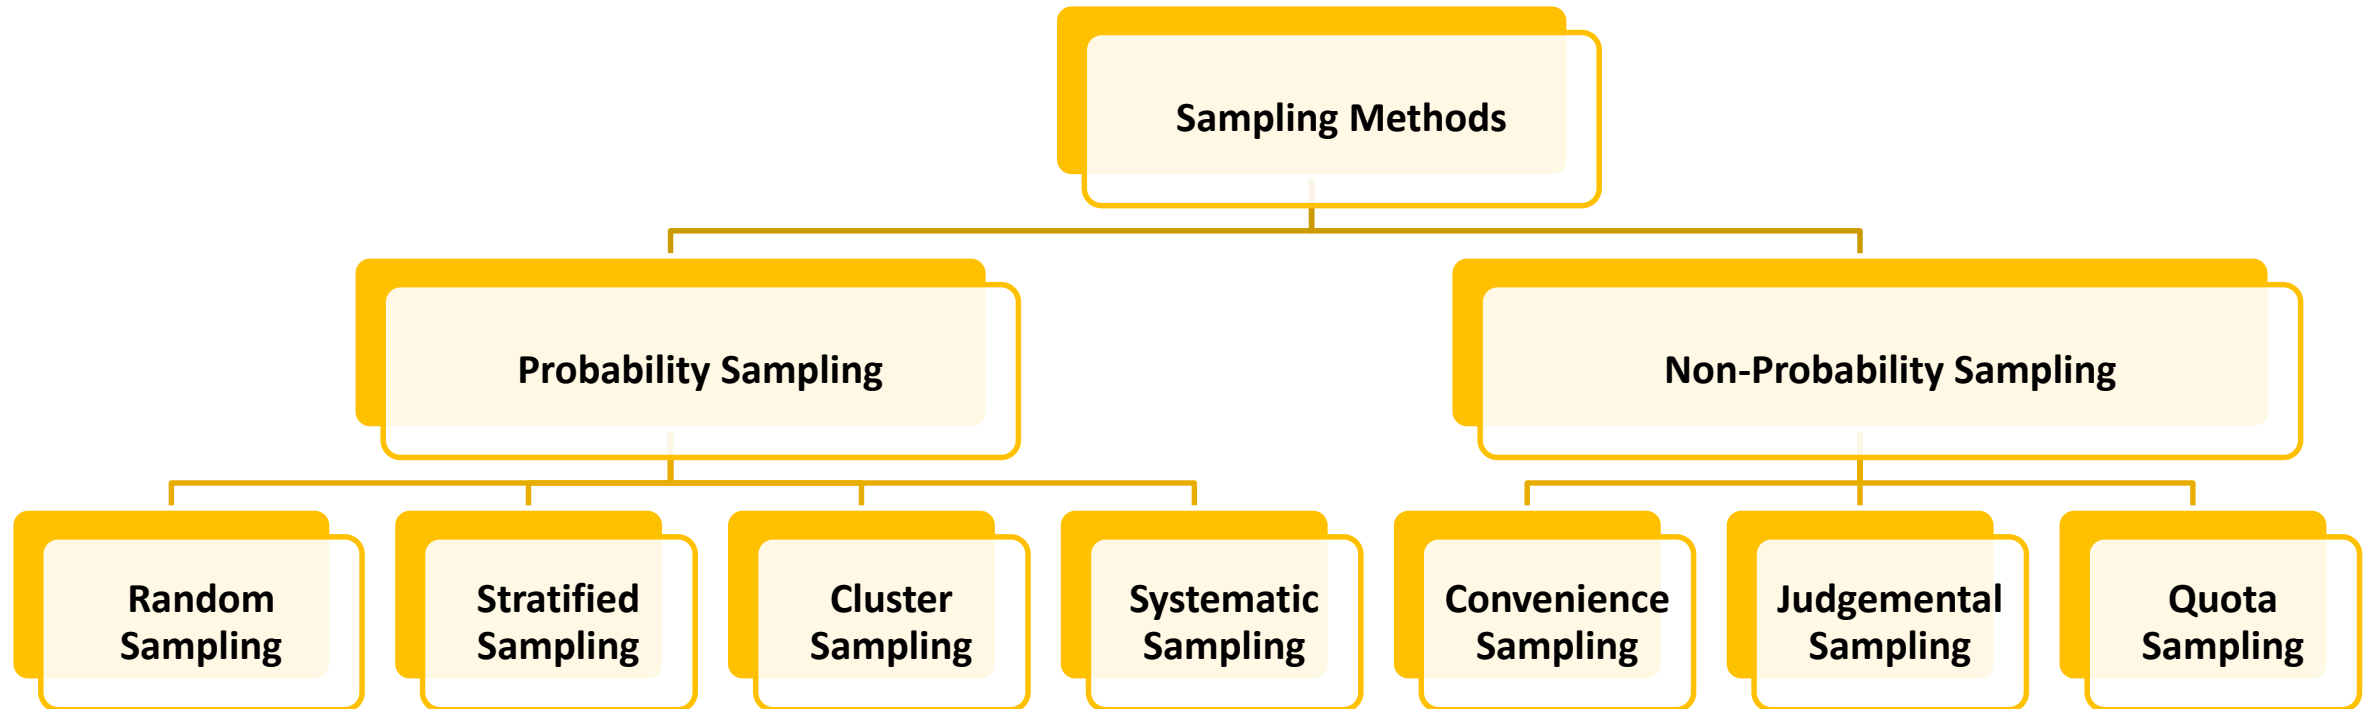 Sampling Methods
Probability Sampling
Non-Probability Sampling
Random
Sampling
Stratified
Sampling
Cluster
Sampling
Systematic
Sampling
Convenience
Sampling
Judgemental
Sampling
Quota
Sampling